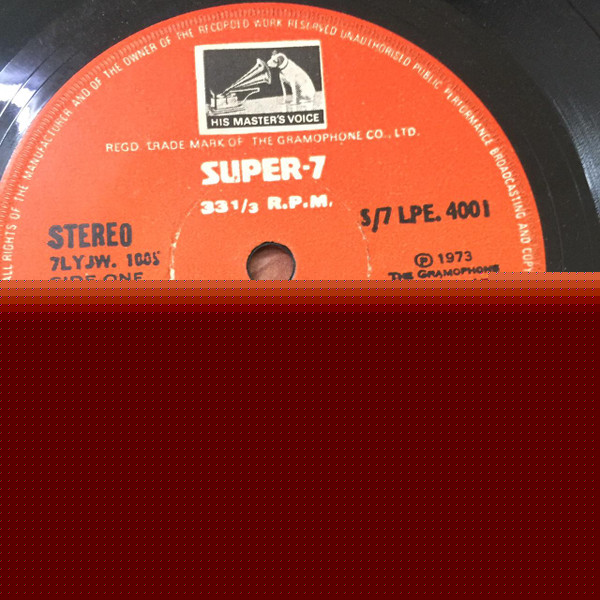 ALL RIGHTS OF THE MANUFACTURER AND OF THE OWNER OF THE RECORDED WORK RESERVED UNAUTHORISED PUBLIC PERFORMANCE BROADCASTING AND COPY
HIS MASTER'S VOICE
REGD. TRADE MARK OF THE GRAMOPHONE CO., LTD.
SUPER-7
33 1/3 R.P.M.
STEREO
S/7 LPE. 4001
7LYJW. 1005
℗ 1973
SIDE ONE
THE GRAMOPHONE